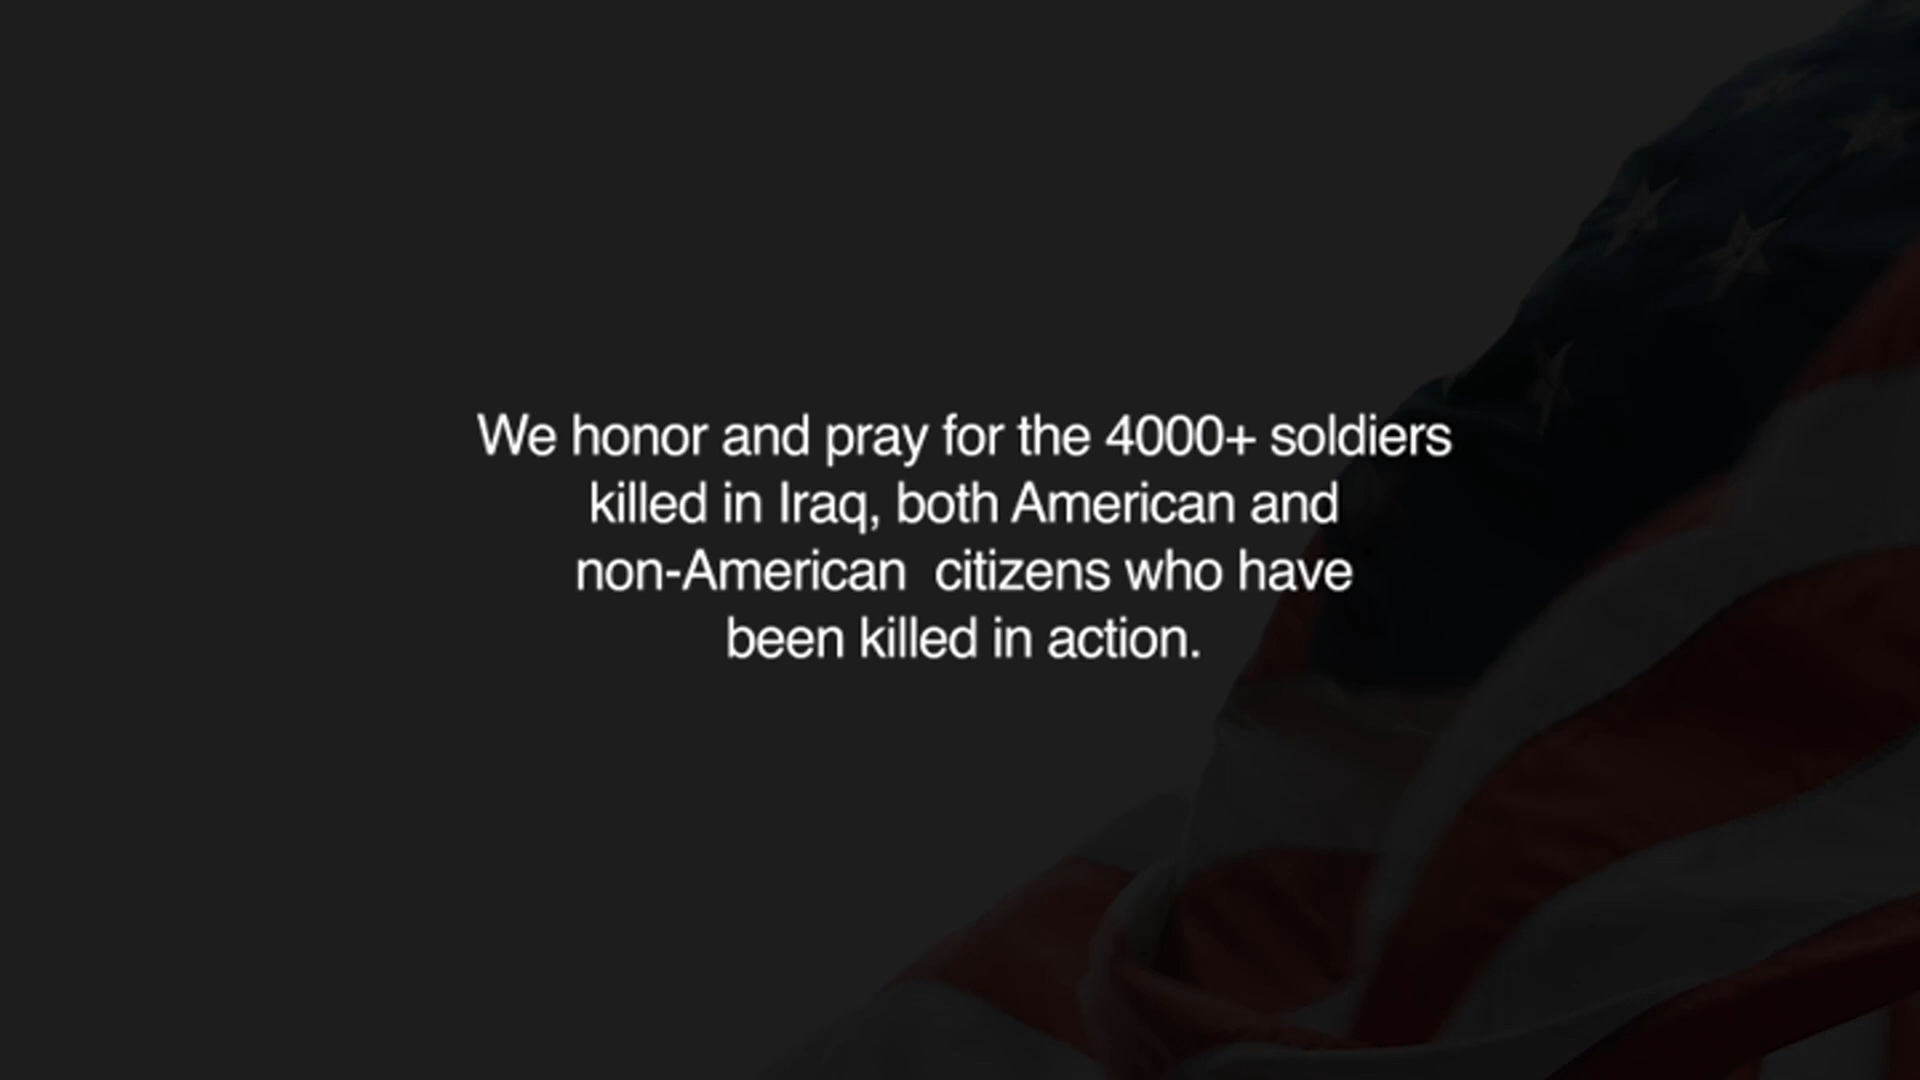 We honor and pray for the 4000+ soldiers
killed in Iraq, both American and
non-American  citizens who have
been killed in action.